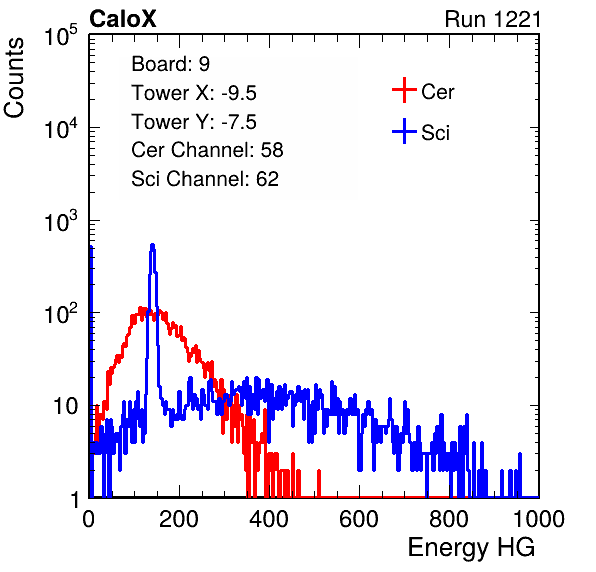 CaloX Run 1221
Counts
Board: 9
Tower X: -9.5
Tower Y: -7.5
Cer Channel: 58
Sci Channel: 62
Cer
Sci
10^5
10^4
10^3
10^2
10
1
0 200 400 600 800 1000
Energy HG